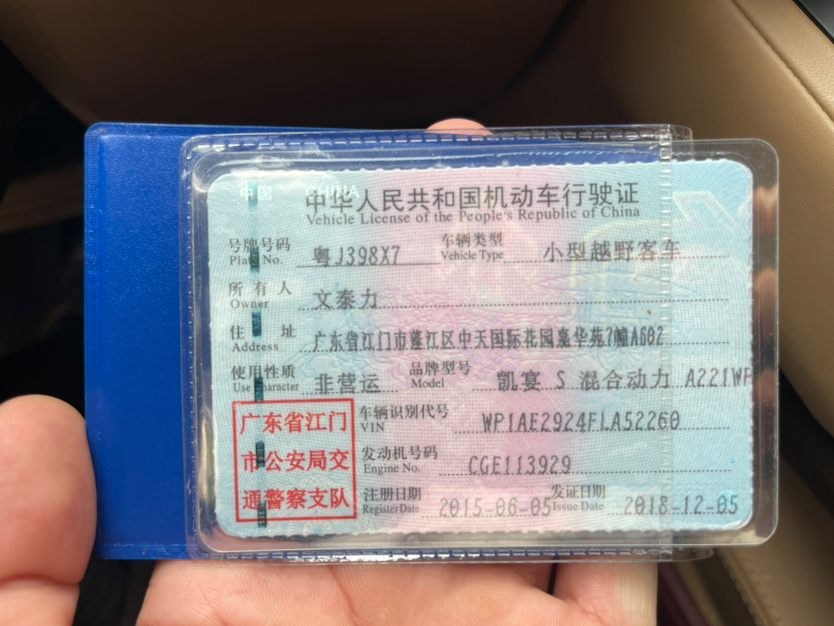 中国 CHINA
中华人民共和国机动车行驶证
Vehicle License of the People's Republic of China
号牌号码 粤J398X7 车辆类型 小型越野客车
Plate No. Vehicle Type
所有人 文泰力
Owner
住址 广东省江门市蓬江区中天国际花园嘉华苑7幢A602
Address
使用性质 非营运 品牌型号 凯宴 S 混合动力 A221WP
Use Character Model
广东省江门 车辆识别代号 WP1AE2924FLA52260
VIN
市公安局交 发动机号码 CGE113929
Engine No.
通警察支队 注册日期 2015-06-05 发证日期 2018-12-05
Register Date Issue Date